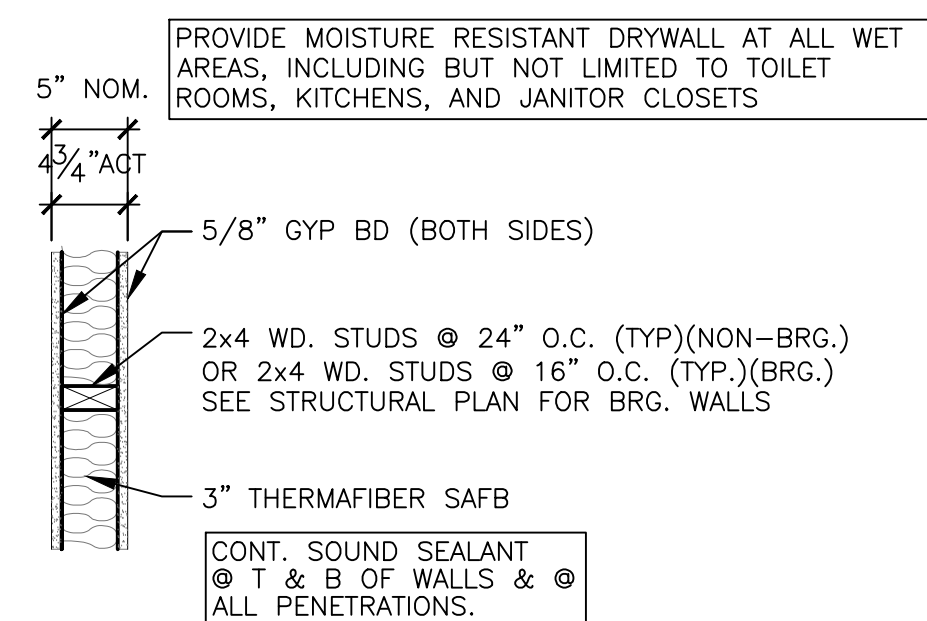 PROVIDE MOISTURE RESISTANT DRYWALL AT ALL WET
AREAS, INCLUDING BUT NOT LIMITED TO TOILET
ROOMS, KITCHENS, AND JANITOR CLOSETS
5” NOM.
4 3/4”ACT
5/8” GYP BD (BOTH SIDES)
2x4 WD. STUDS @ 24” O.C. (TYP)(NON–BRG.)
OR 2x4 WD. STUDS @ 16” O.C. (TYP.)(BRG.)
SEE STRUCTURAL PLAN FOR BRG. WALLS
3” THERMAFIBER SAFB
CONT. SOUND SEALANT
@ T & B OF WALLS & @
ALL PENETRATIONS.